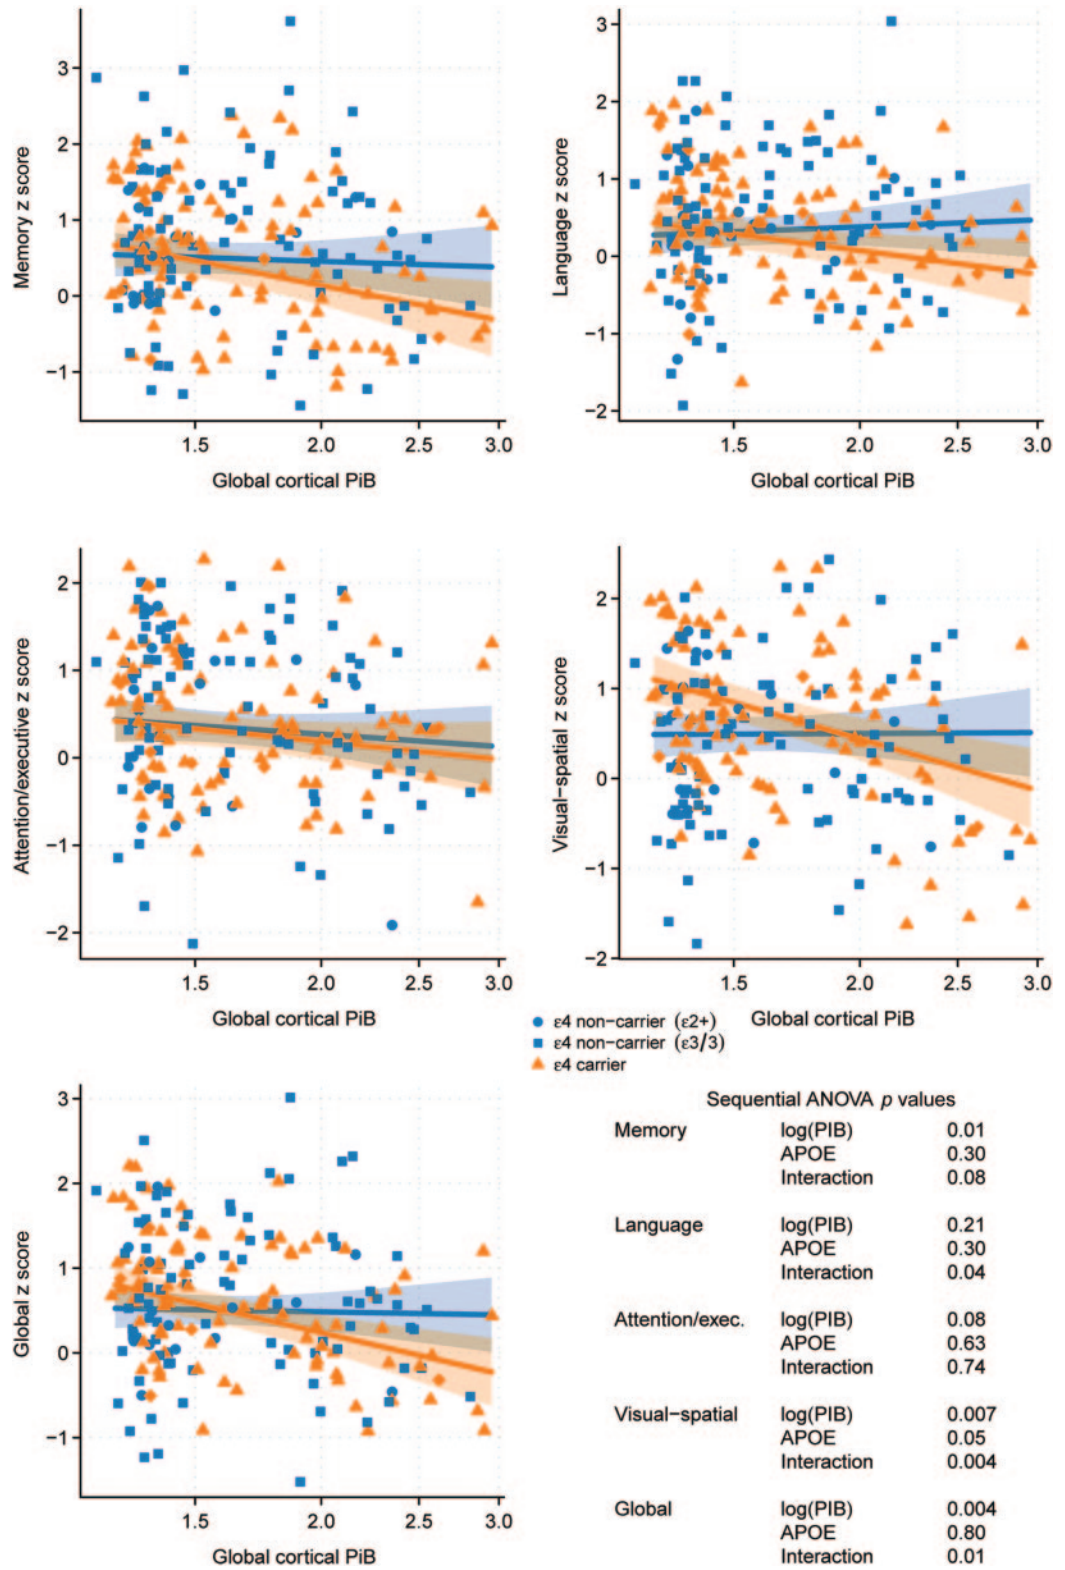 3
2
1
0
−1
Memory z score
1.5 2.0 2.5 3.0
Global cortical PiB
3
2
1
0
−1
−2
Language z score
1.5 2.0 2.5 3.0
Global cortical PiB
2
1
0
−1
−2
Attention/executive z score
1.5 2.0 2.5 3.0
Global cortical PiB
2
1
0
−1
−2
Visual−spatial z score
1.5 2.0 2.5 3.0
Global cortical PiB
ε4 non−carrier (ε2+)
ε4 non−carrier (ε3/3)
ε4 carrier
3
2
1
0
−1
Global z score
1.5 2.0 2.5 3.0
Global cortical PiB
Sequential ANOVA p values
Memory log(PIB) 0.01
APOE 0.30
Interaction 0.08
Language log(PIB) 0.21
APOE 0.30
Interaction 0.04
Attention/exec. log(PIB) 0.08
APOE 0.63
Interaction 0.74
Visual−spatial log(PIB) 0.007
APOE 0.05
Interaction 0.004
Global log(PIB) 0.004
APOE 0.80
Interaction 0.01